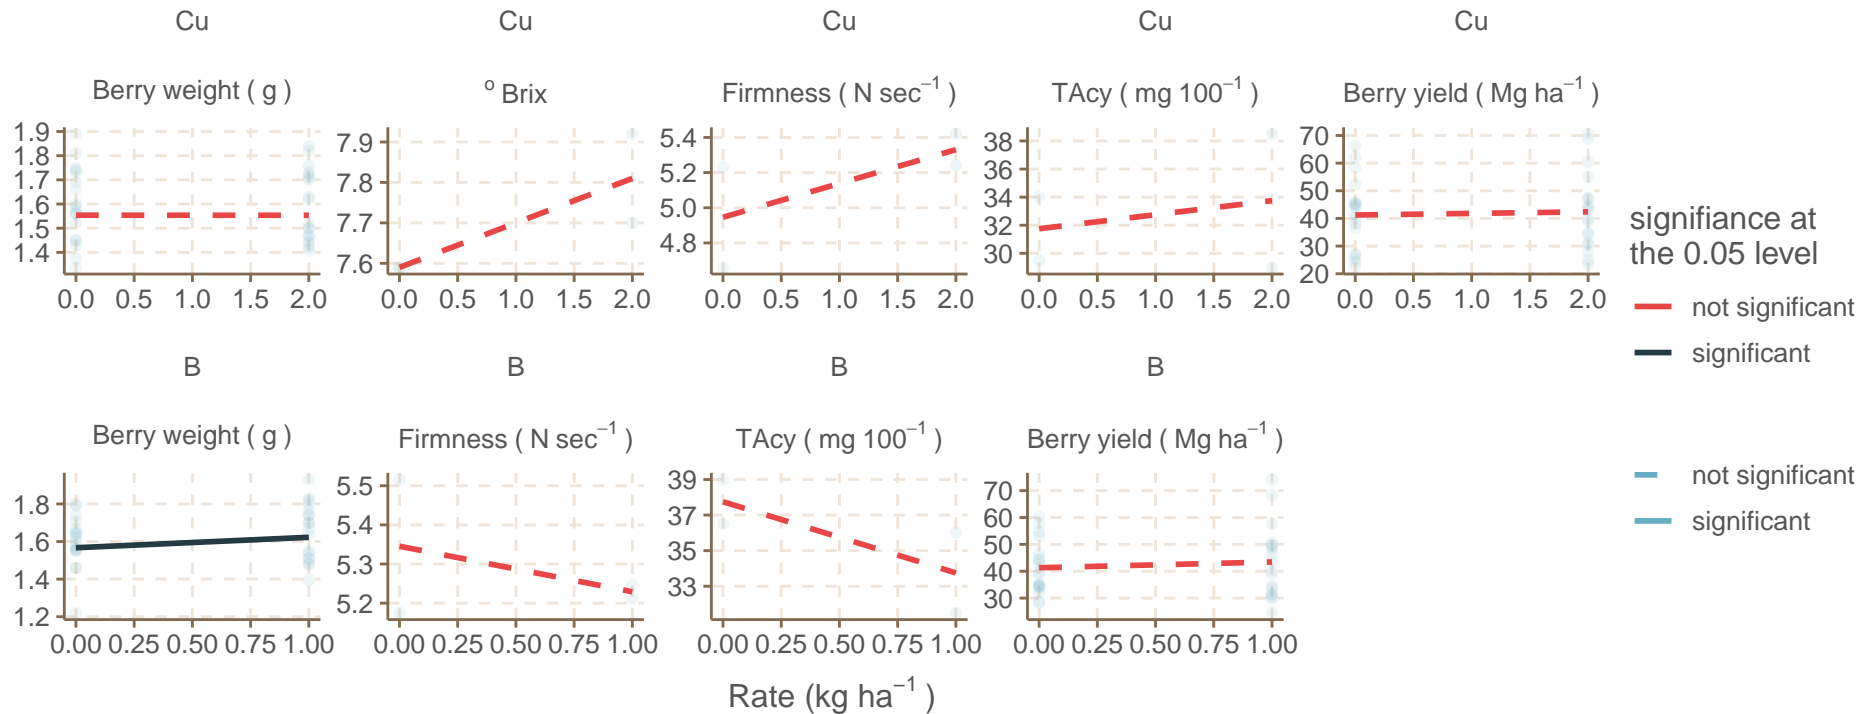 Cu Cu Cu Cu Cu
Berry weight ( g ) ° Brix Firmness ( N sec⁻¹ ) TAcy ( mg 100⁻¹ ) Berry yield ( Mg ha⁻¹ )
1.9
1.8
1.7
1.6
1.5
1.4
0.0 0.5 1.0 1.5 2.0
7.9
7.8
7.7
7.6
0.0 0.5 1.0 1.5 2.0
5.4
5.2
5.0
4.8
0.0 0.5 1.0 1.5 2.0
38
36
34
32
30
0.0 0.5 1.0 1.5 2.0
70
60
50
40
30
20
0.0 0.5 1.0 1.5 2.0
B B B B
Berry weight ( g ) Firmness ( N sec⁻¹ ) TAcy ( mg 100⁻¹ ) Berry yield ( Mg ha⁻¹ )
1.8
1.6
1.4
1.2
0.00 0.25 0.50 0.75 1.00
5.5
5.4
5.3
5.2
0.00 0.25 0.50 0.75 1.00
39
37
35
33
0.00 0.25 0.50 0.75 1.00
70
60
50
40
30
0.00 0.25 0.50 0.75 1.00
Rate (kg ha⁻¹ )
signifiance at
the 0.05 level
not significant
significant
not significant
significant